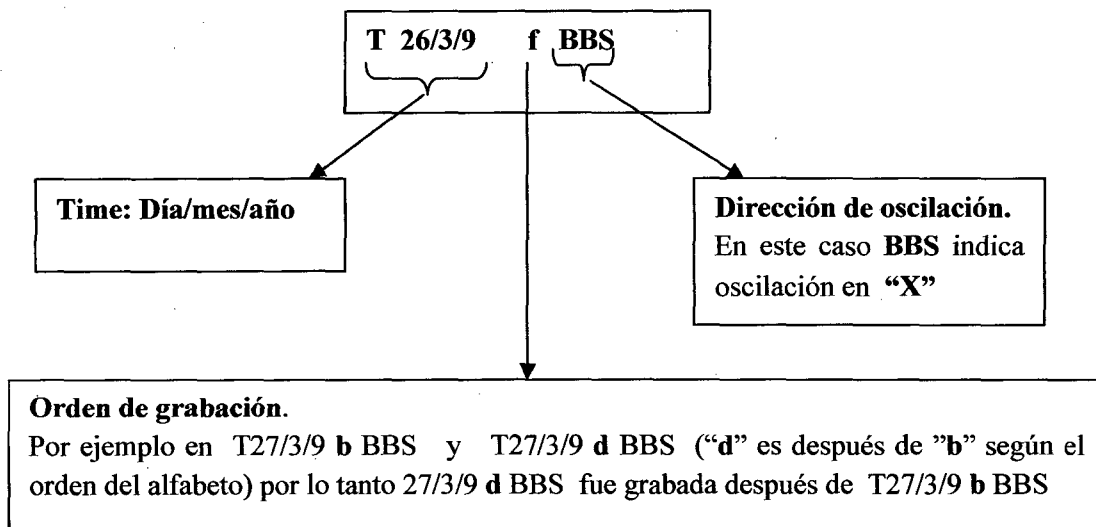 T 26/3/9 f BBS
Time: Día/mes/año
Dirección de oscilación.
En este caso BBS indica
oscilación en “X”
Orden de grabación.
Por ejemplo en T27/3/9 b BBS y T27/3/9 d BBS (“d” es después de ”b” según el
orden del alfabeto) por lo tanto 27/3/9 d BBS fue grabada después de T27/3/9 b BBS